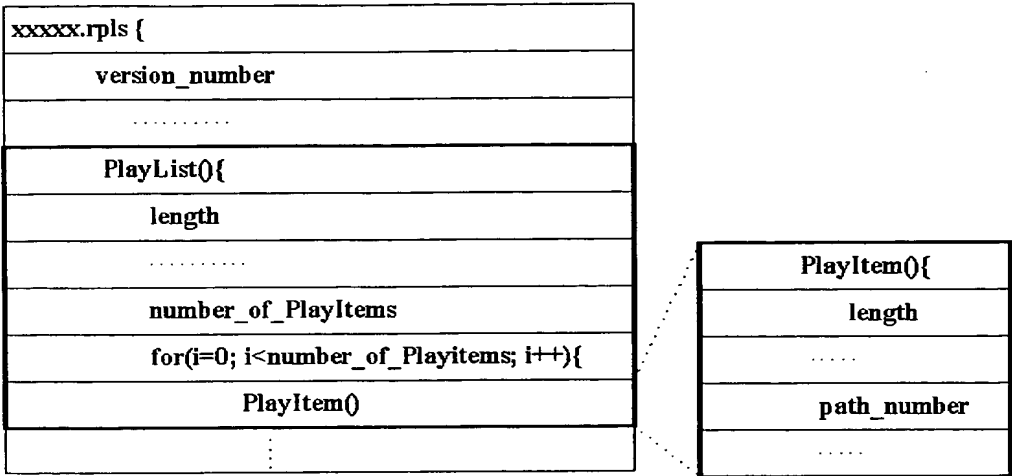 xxxxx.rpls {
version_number
..........
PlayList(){
length
..........
number_of_PlayItems
for(i=0; i<number_of_Playitems; i++){
PlayItem()
PlayItem(){
length
.....
path_number
.....